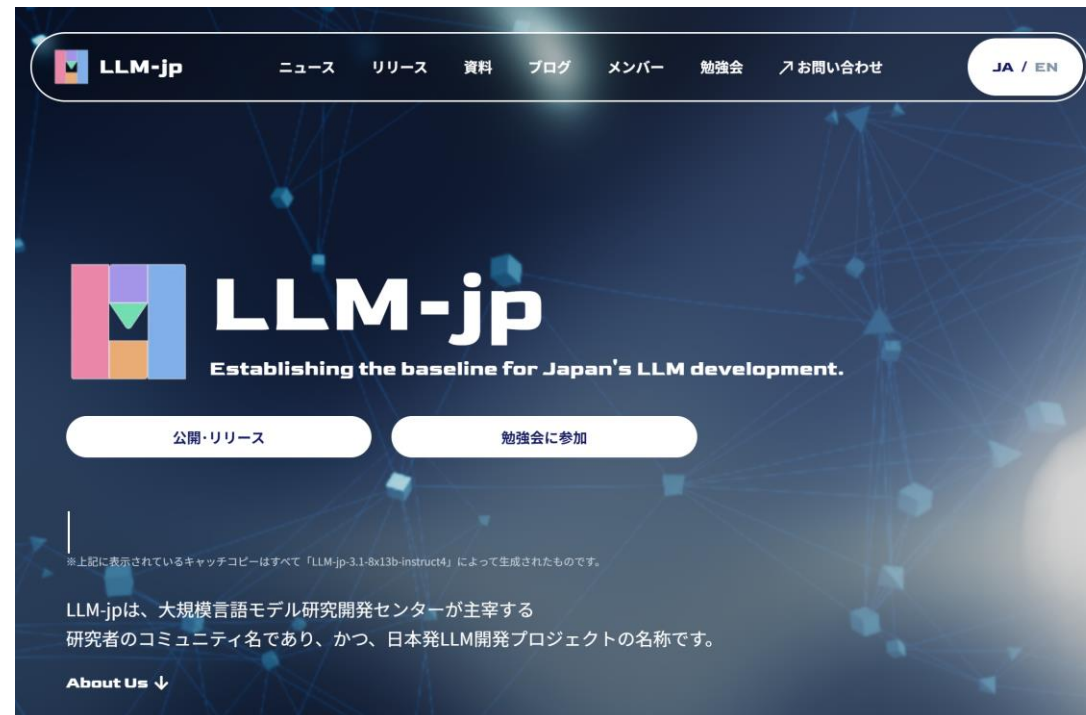 LLM-jp ニュース リリース 資料 ブログ メンバー 勉強会 お問い合わせ JA / EN
LLM-jp
Establishing the baseline for Japan's LLM development.
公開・リリース 勉強会に参加
※上記に表示されているキャッチコピーはすべて「LLM-jp-3.1-8x13b-instruct4」によって生成されたものです。
LLM-jpは、大規模言語モデル研究開発センターが主宰する
研究者のコミュニティ名であり、かつ、日本発LLM開発プロジェクトの名称です。
About Us ↓